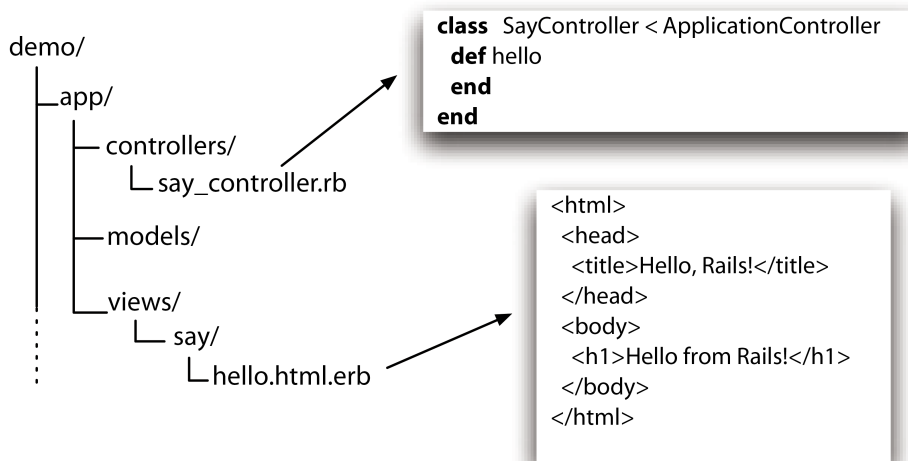 demo/
app/
controllers/
say_controller.rb
models/
views/
say/
hello.html.erb
class SayController < ApplicationController
def hello
end
end
<html>
<head>
<title>Hello, Rails!</title>
</head>
<body>
<h1>Hello from Rails!</h1>
</body>
</html>